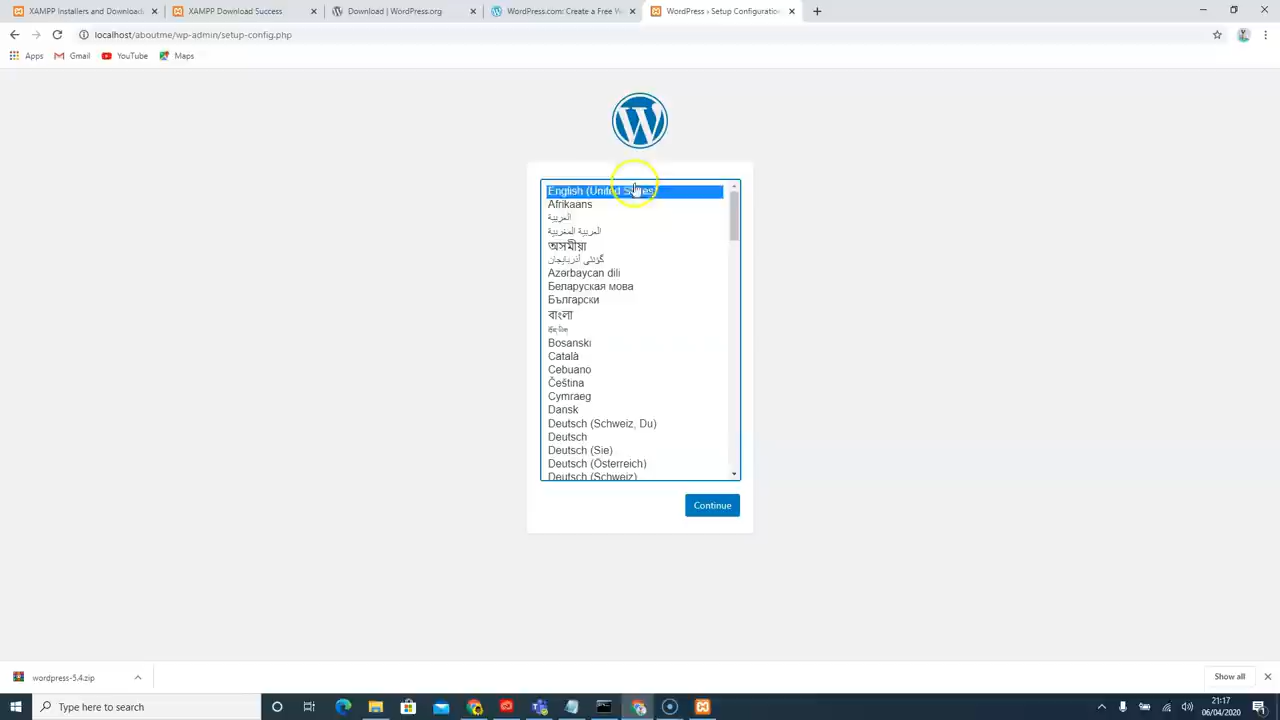 XAMPP Installers and Download
XAMPP Download Success
Download | WordPress.org
WordPress.com: Create a Free W
WordPress › Setup Configuration
localhost/aboutme/wp-admin/setup-config.php
Apps
Gmail
YouTube
Maps
English (United States)
Afrikaans
العربية
العربية المغربية
অসমীয়া
گؤنئی آذربایجان
Azərbaycan dili
Беларуская мова
Български
বাংলা
བོད་ཡིག
Bosanski
Català
Cebuano
Čeština
Cymraeg
Dansk
Deutsch (Schweiz, Du)
Deutsch
Deutsch (Sie)
Deutsch (Österreich)
Deutsch (Schweiz)
Continue
wordpress-5.4.zip
Show all
Type here to search
21:17
06/04/2020